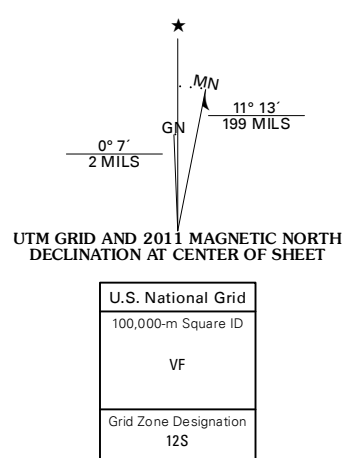 ★
MN
GN
11° 13´
199 MILS
0° 7´
2 MILS
UTM GRID AND 2011 MAGNETIC NORTH
DECLINATION AT CENTER OF SHEET
U.S. National Grid
100,000-m Square ID
VF
Grid Zone Designation
12S